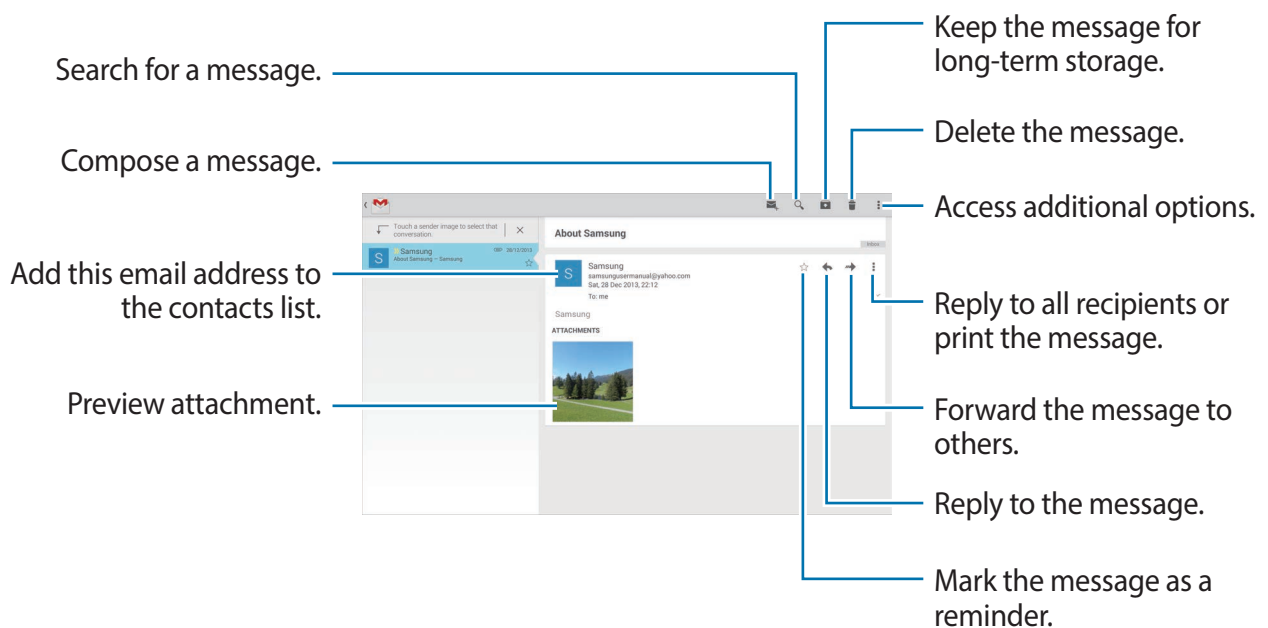 Search for a message.
Compose a message.
Add this email address to
the contacts list.
Preview attachment.
Touch a sender image to select that
conversation.
S
Samsung
28/12/2013
About Samsung – Samsung
About Samsung
Inbox
S
Samsung
samsungusermanual@yahoo.com
Sat, 28 Dec 2013, 22:12
To: me
Samsung
ATTACHMENTS
Keep the message for
long-term storage.
Delete the message.
Access additional options.
Reply to all recipients or
print the message.
Forward the message to
others.
Reply to the message.
Mark the message as a
reminder.